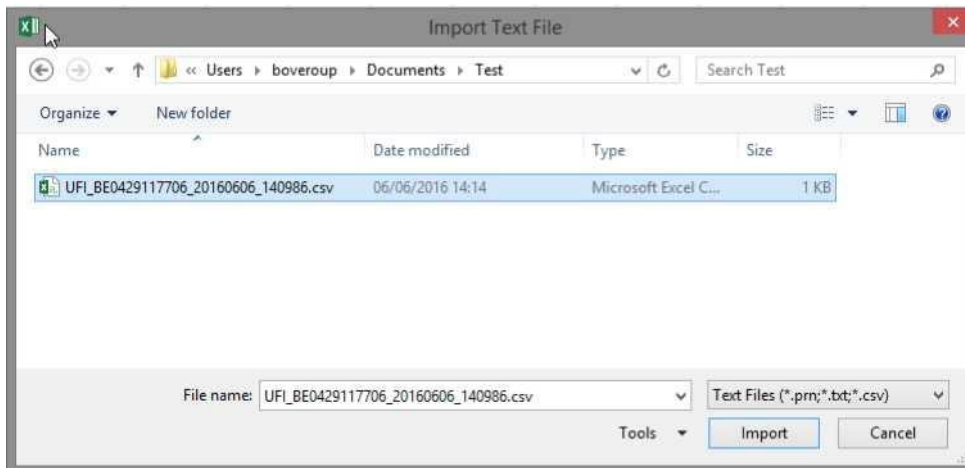 Import Text File
« Users Documents boveroup Test Search Test
Organize New folder
Name Date modified Type Size
UFI_BE0429117706_20160606_140986.csv 06/06/2016 14:14 Microsoft Excel C... 1 KB
File name: UFI_BE0429117706_20160606_140986.csv Text Files (*.prn;*.txt;*.csv)
Tools Import Cancel